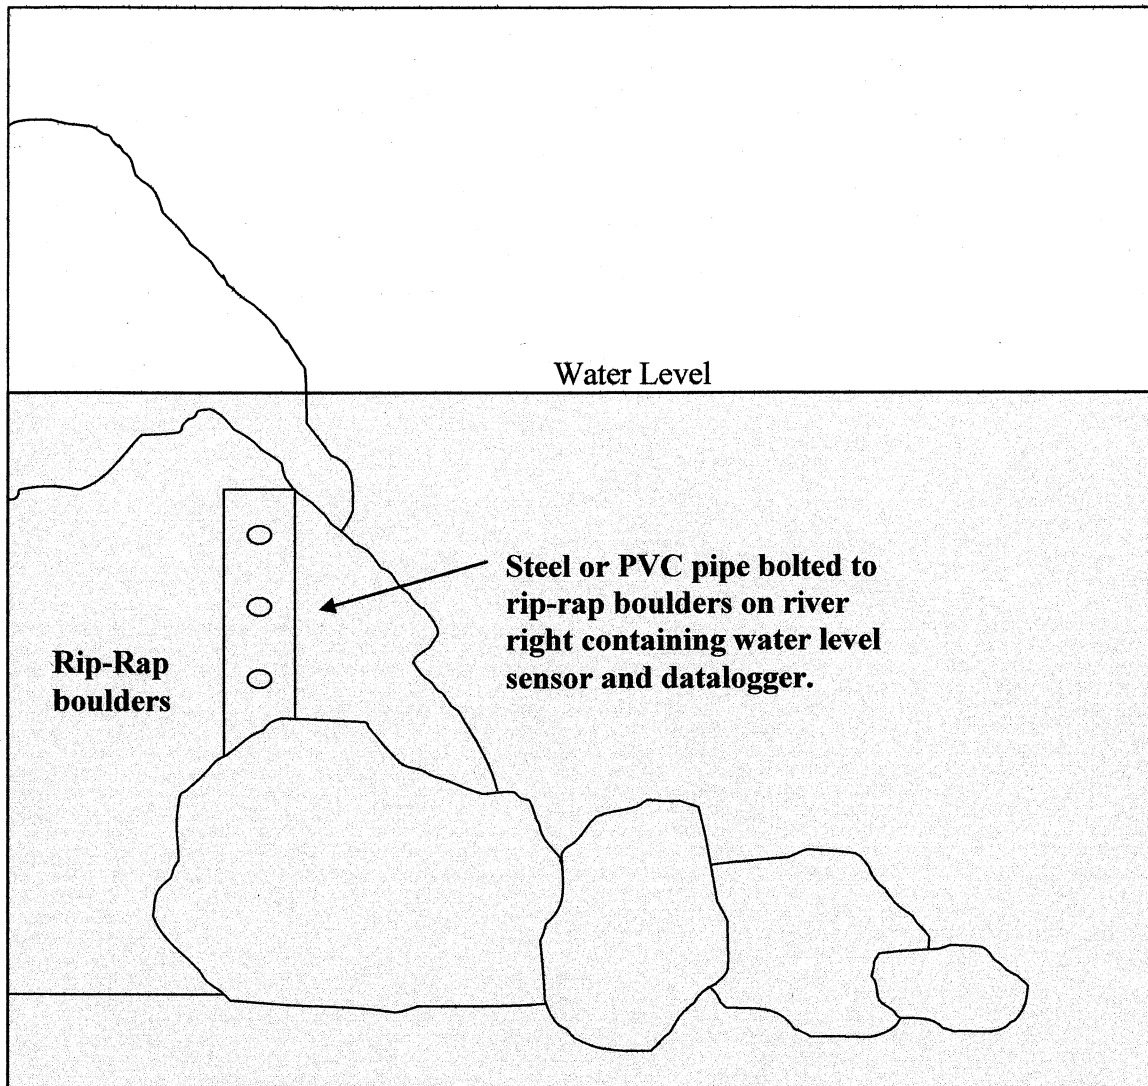 Water Level
Steel or PVC pipe bolted to
rip-rap boulders on river
right containing water level
sensor and datalogger.
Rip-Rap
boulders